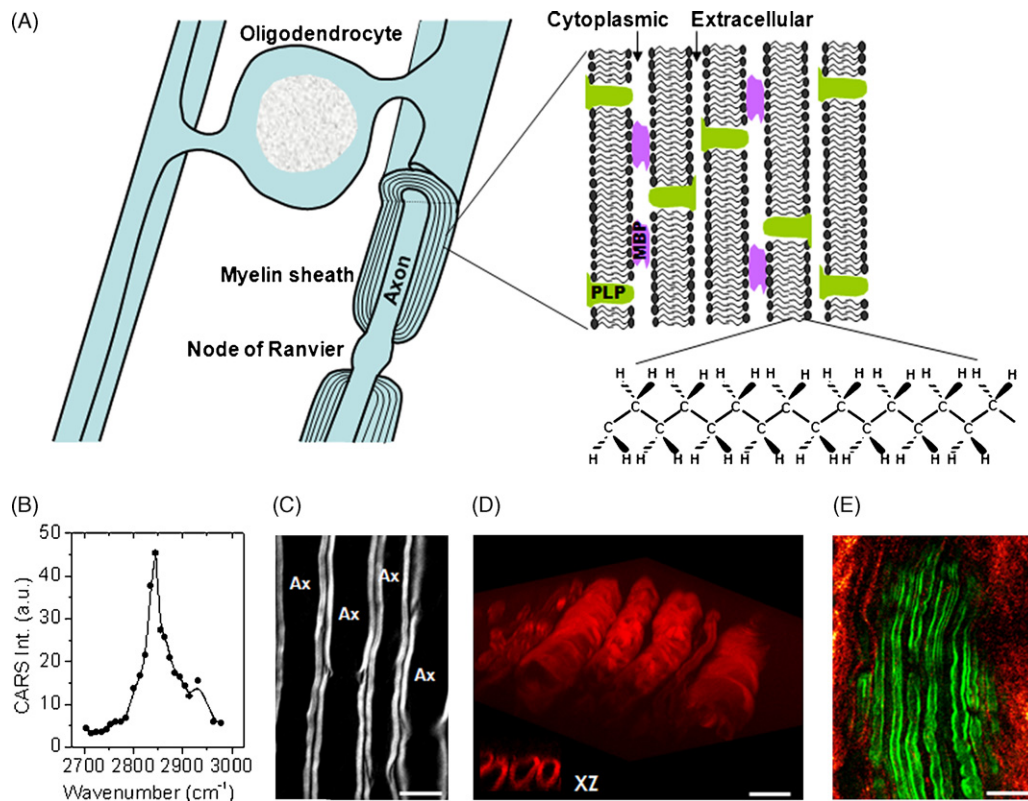 (A)
Oligodendrocyte
Myelin sheath
Axon
Node of Ranvier
Cytoplasmic Extracellular
MBP
PLP
H H H H H H H H H H H H H H H H
C C C C C C C C
C C C C C C C C
H H H H H H H H H H H H H H H H
(B)
CARS Int. (a.u.)
50
40
30
20
10
0
2700 2800 2900 3000
Wavenumber (cm⁻¹)
(C)
Ax Ax
Ax
Ax
(D)
XZ
(E)